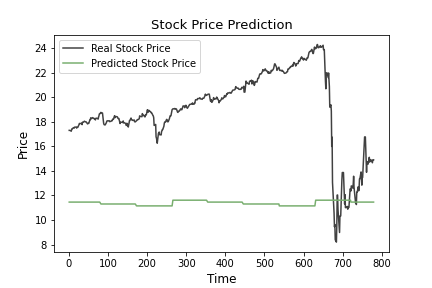 Stock Price Prediction
Real Stock Price
Predicted Stock Price
Price
24
22
20
18
16
14
12
10
8
0 100 200 300 400 500 600 700 800
Time